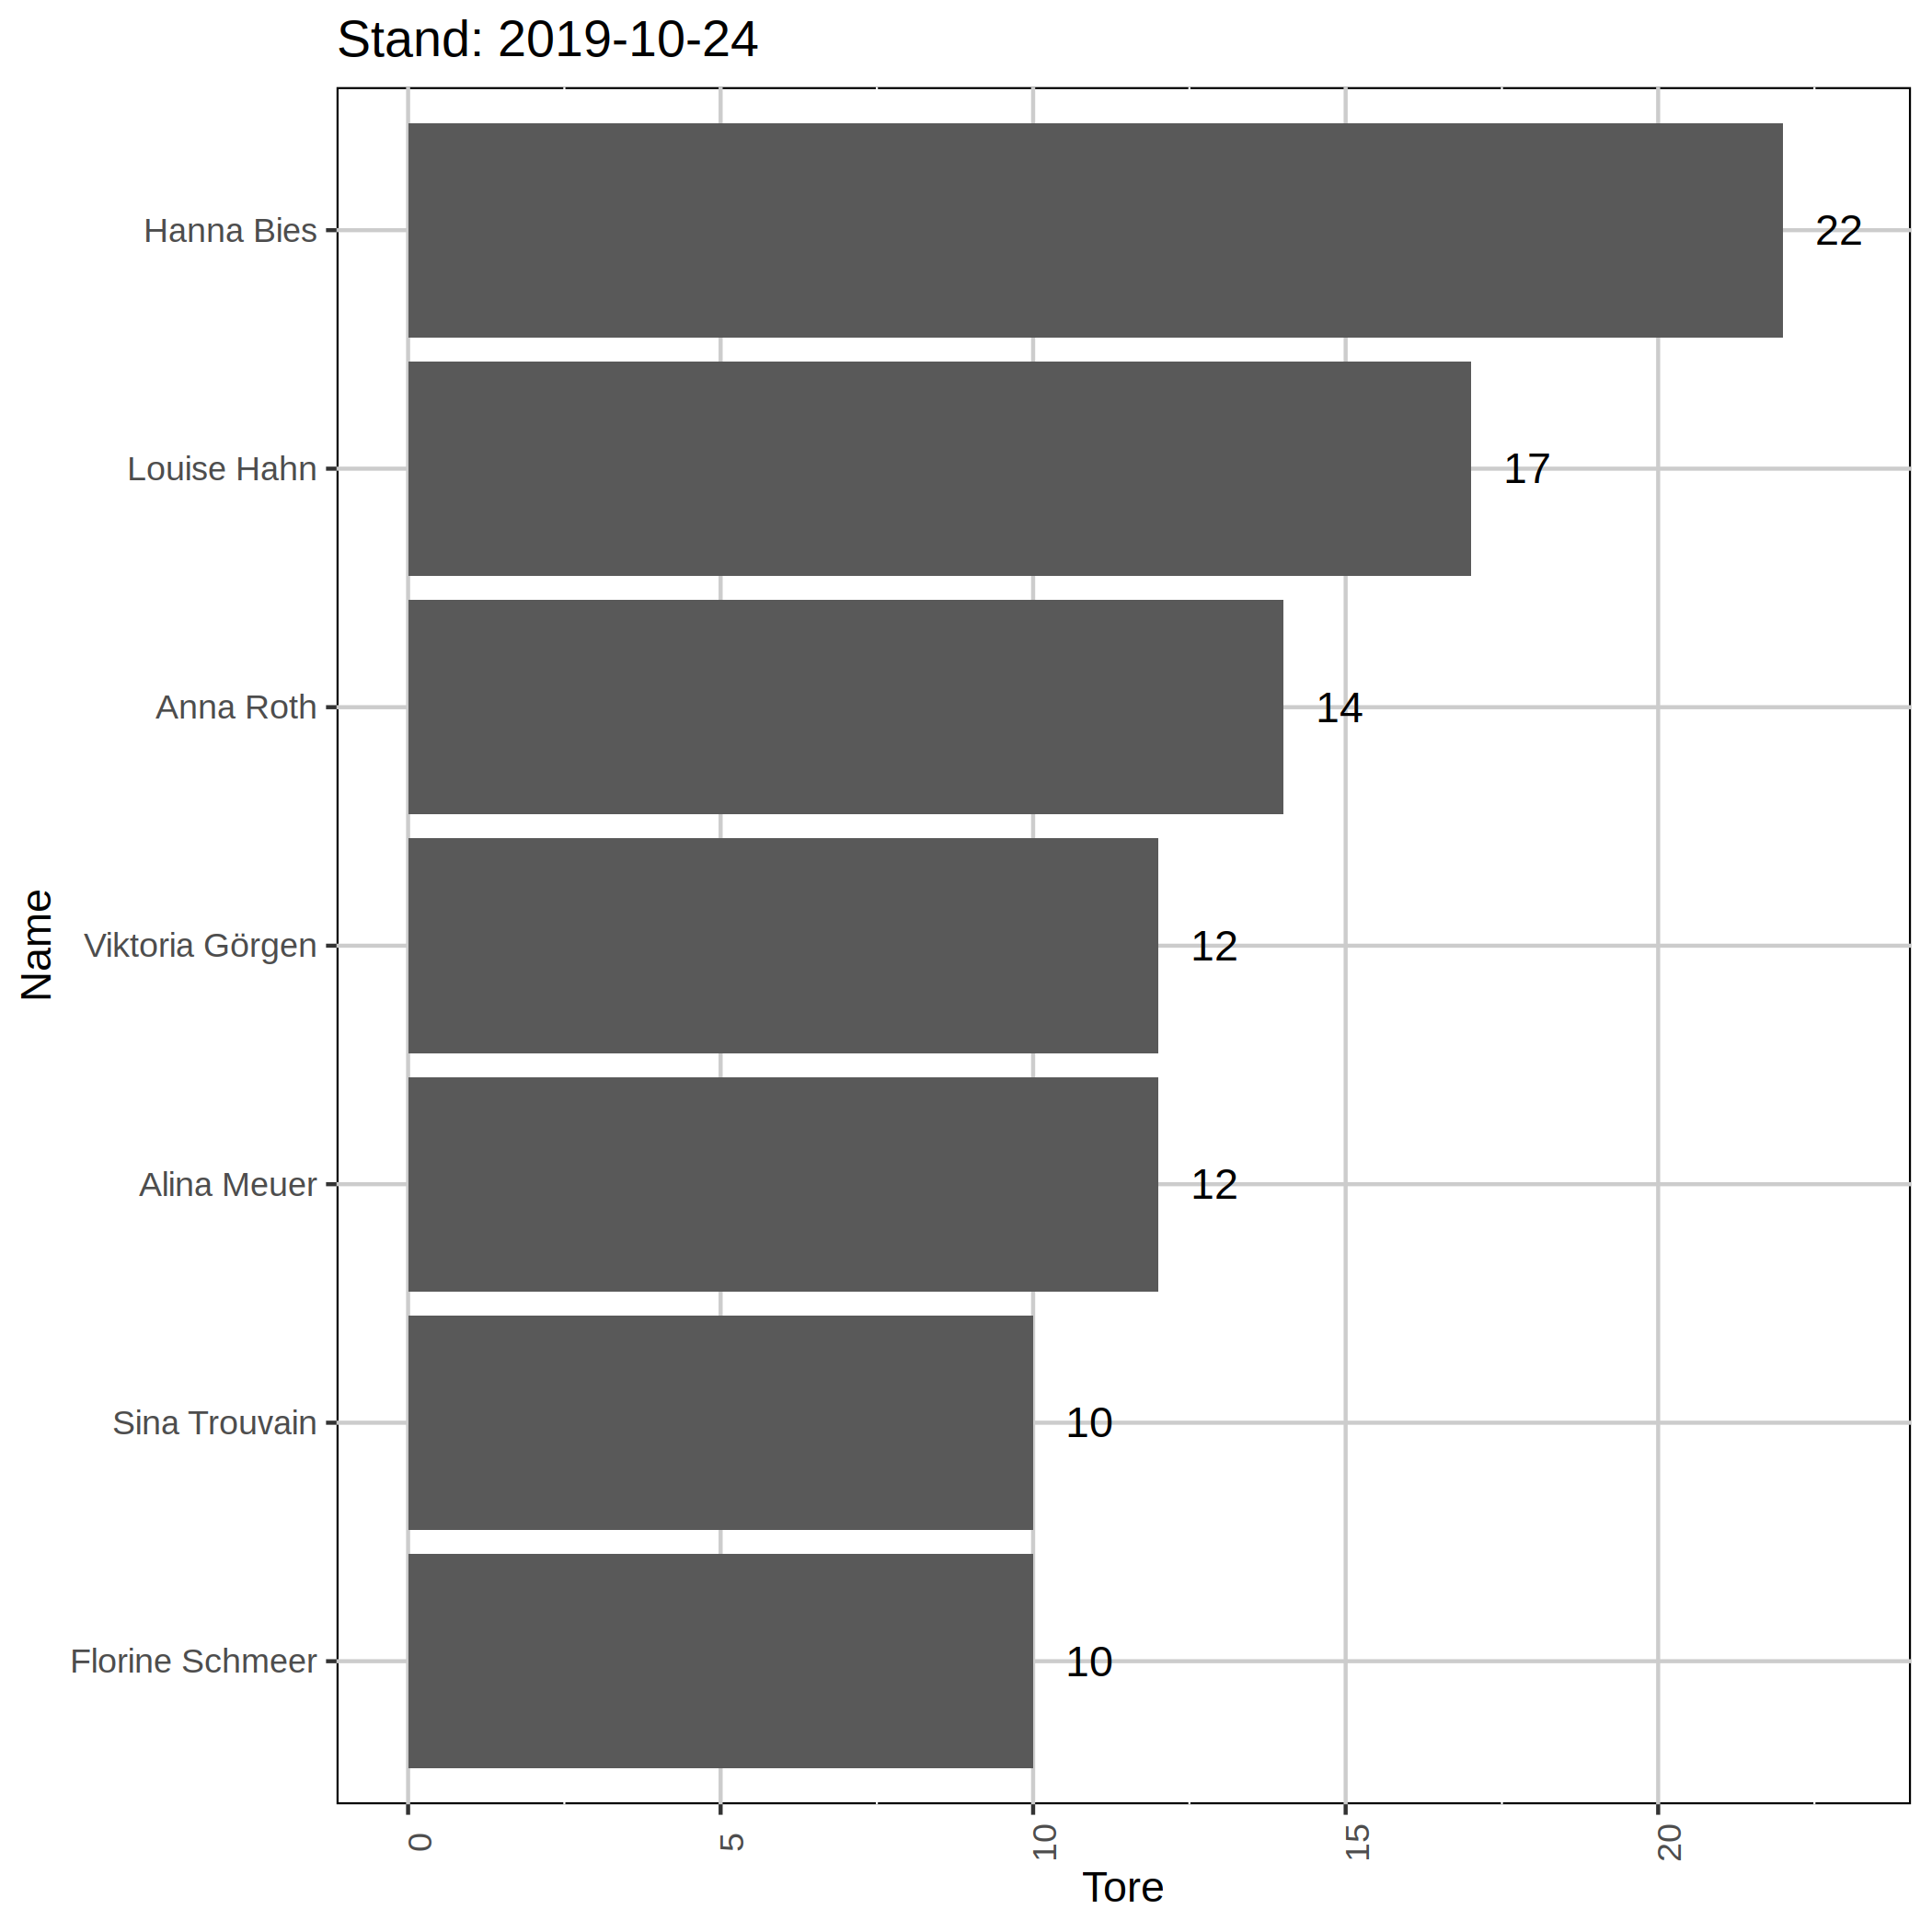 Stand: 2019-10-24
Hanna Bies 22
Louise Hahn 17
Anna Roth 14
Viktoria Görgen 12
Alina Meuer 12
Sina Trouvain 10
Florine Schmeer 10
Name
0 5 10 15 20
Tore